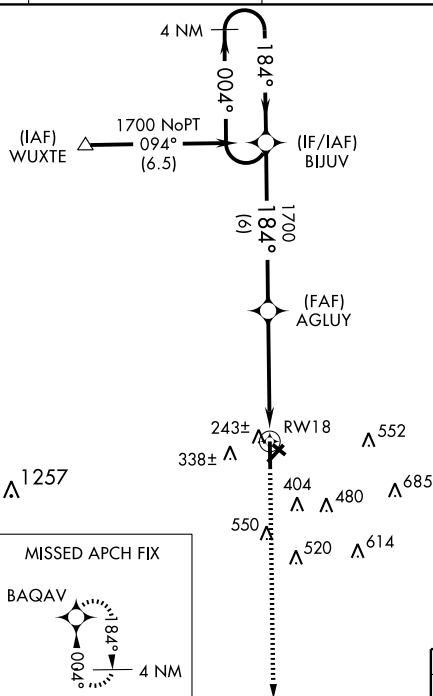 4 NM
004°
184°
(IAF)
WUXTE
1700 NoPT
094°
(6.5)
(IF/IAF)
BIJUV
1700
184°
(6)
(FAF)
AGLUY
243±
RW18
552
338±
1257
404
480
685
550
520
614
MISSED APCH FIX
BAQAV
184°
004°
4 NM